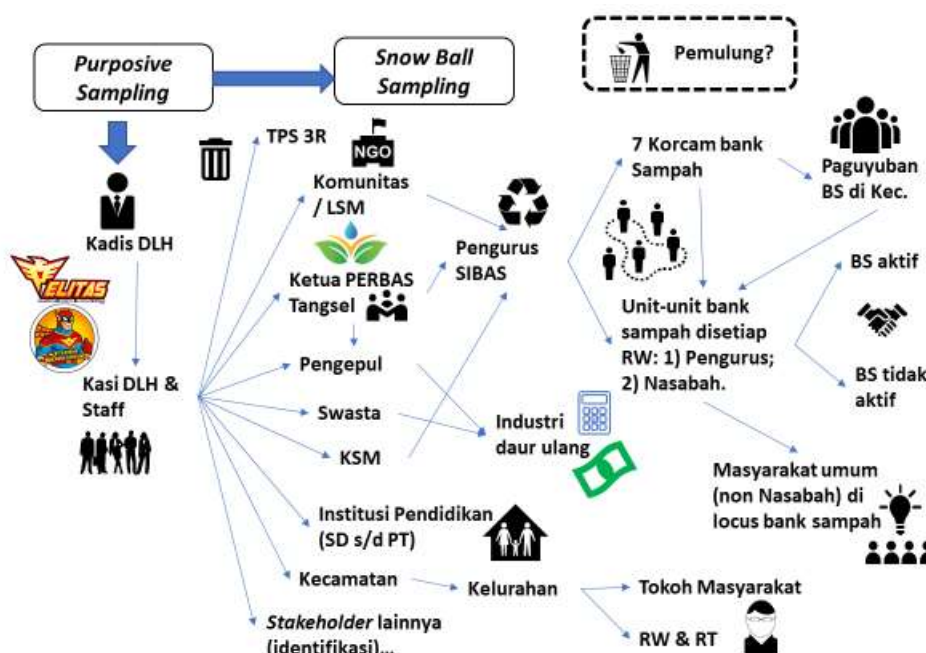 Purposive
Sampling
Snow Ball
Sampling
Pemulung?
TPS 3R
NGO
Komunitas
/ LSM
7 Korcam bank
Sampah
Paguyuban
BS di Kec.
Kadis DLH
ELITAS
Ketua PERBAS
Tangsel
Pengurus
SIBAS
BS aktif
Unit-unit bank
sampah disetiap
RW: 1) Pengurus;
2) Nasabah.
Pengepul
Kasi DLH &
Staff
BS tidak
aktif
Swasta
Industri
daur ulang
KSM
Masyarakat umum
(non Nasabah) di
locus bank sampah
Institusi Pendidikan
(SD s/d PT)
Kecamatan
Kelurahan
Tokoh Masyarakat
Stakeholder lainnya
(identifikasi)...
RW & RT